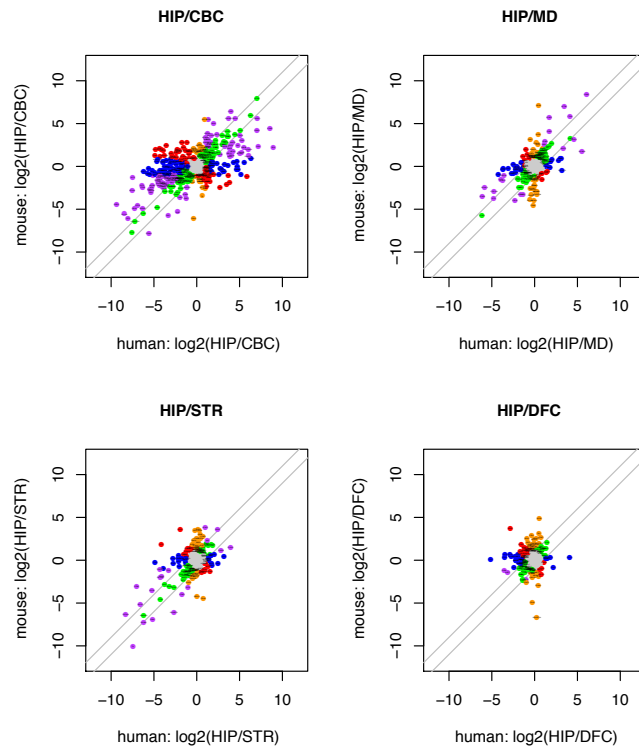 HIP/CBC
HIP/MD
mouse: log2(HIP/CBC)
10
5
0
−5
−10
−10 −5 0 5 10
human: log2(HIP/CBC)
mouse: log2(HIP/MD)
10
5
0
−5
−10
−10 −5 0 5 10
human: log2(HIP/MD)
HIP/STR
HIP/DFC
mouse: log2(HIP/STR)
10
5
0
−5
−10
−10 −5 0 5 10
human: log2(HIP/STR)
mouse: log2(HIP/DFC)
10
5
0
−5
−10
−10 −5 0 5 10
human: log2(HIP/DFC)